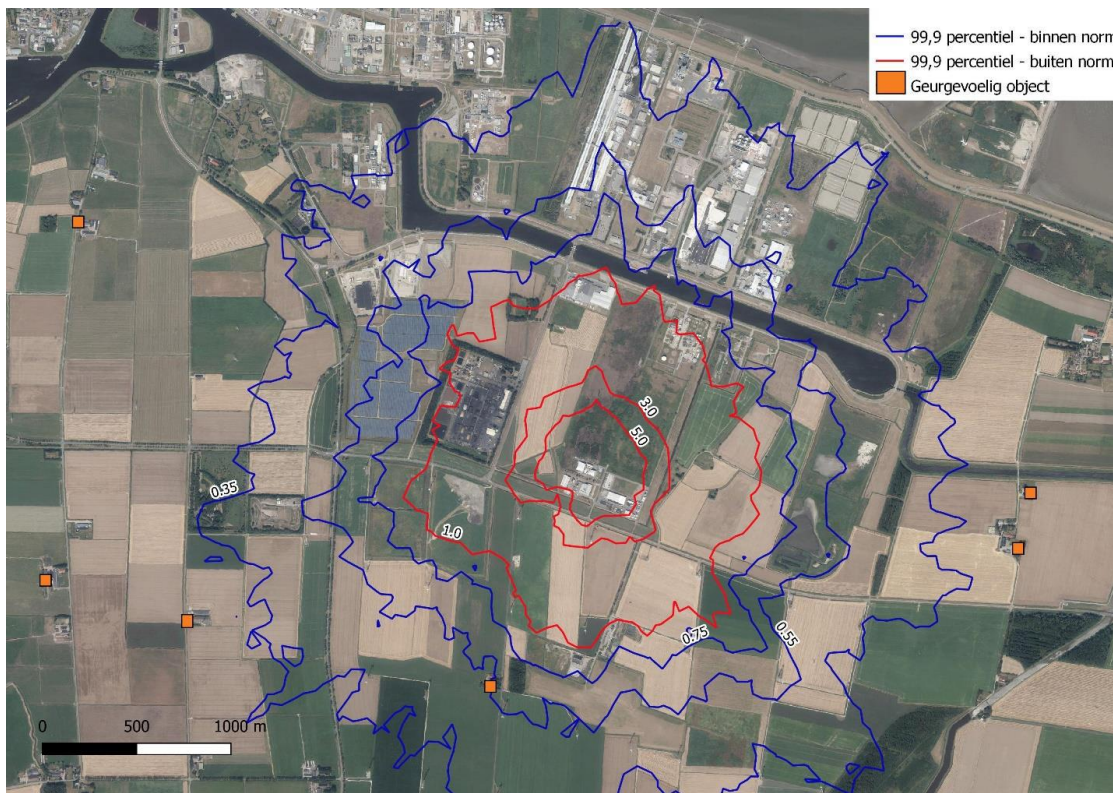 99,9 percentiel - binnen norm
99,9 percentiel - buiten norm
Geurgevoelig object
3.0
5.0
0.35
1.0
0.55
0.75
0 500 1000 m